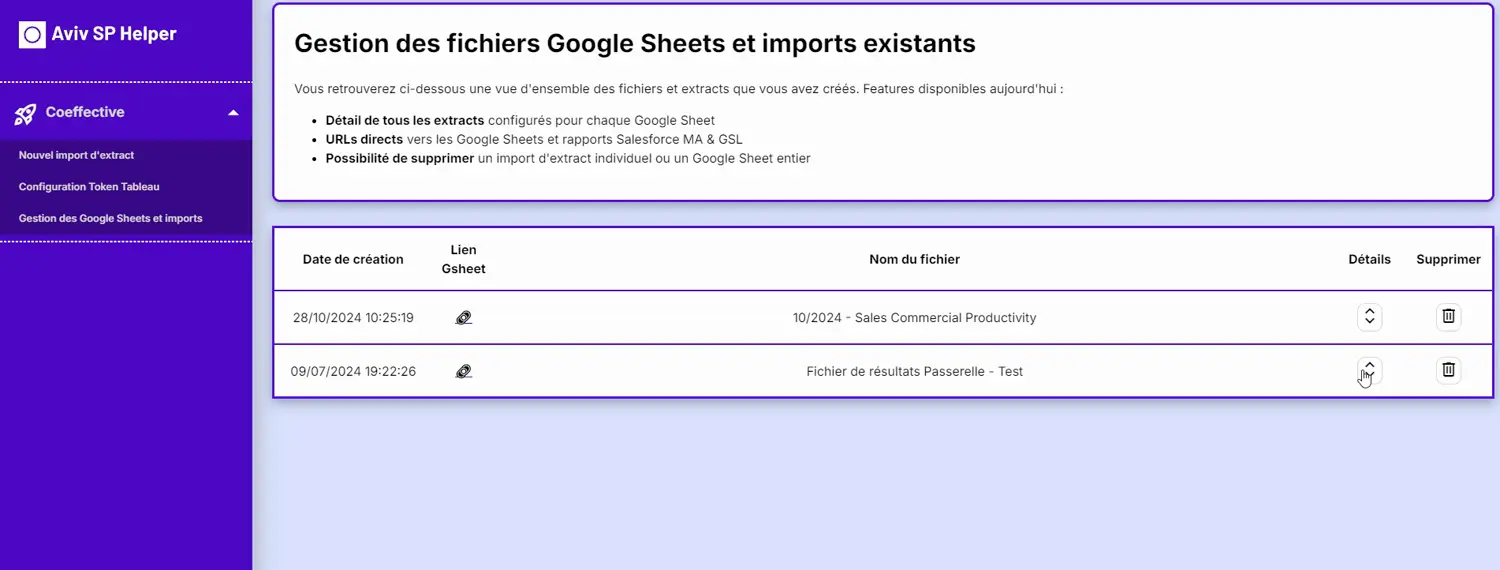 Aviv SP Helper
Coeffective
Nouvel import d'extract
Configuration Token Tableau
Gestion des Google Sheets et imports
Gestion des fichiers Google Sheets et imports existants
Vous retrouverez ci-dessous une vue d'ensemble des fichiers et extracts que vous avez créés. Features disponibles aujourd'hui :
• Détail de tous les extracts configurés pour chaque Google Sheet
• URLs directs vers les Google Sheets et rapports Salesforce MA & GSL
• Possibilité de supprimer un import d'extract individuel ou un Google Sheet entier
Date de création Lien Gsheet Nom du fichier Détails Supprimer
28/10/2024 10:25:19 10/2024 - Sales Commercial Productivity
09/07/2024 19:22:26 Fichier de résultats Passerelle - Test